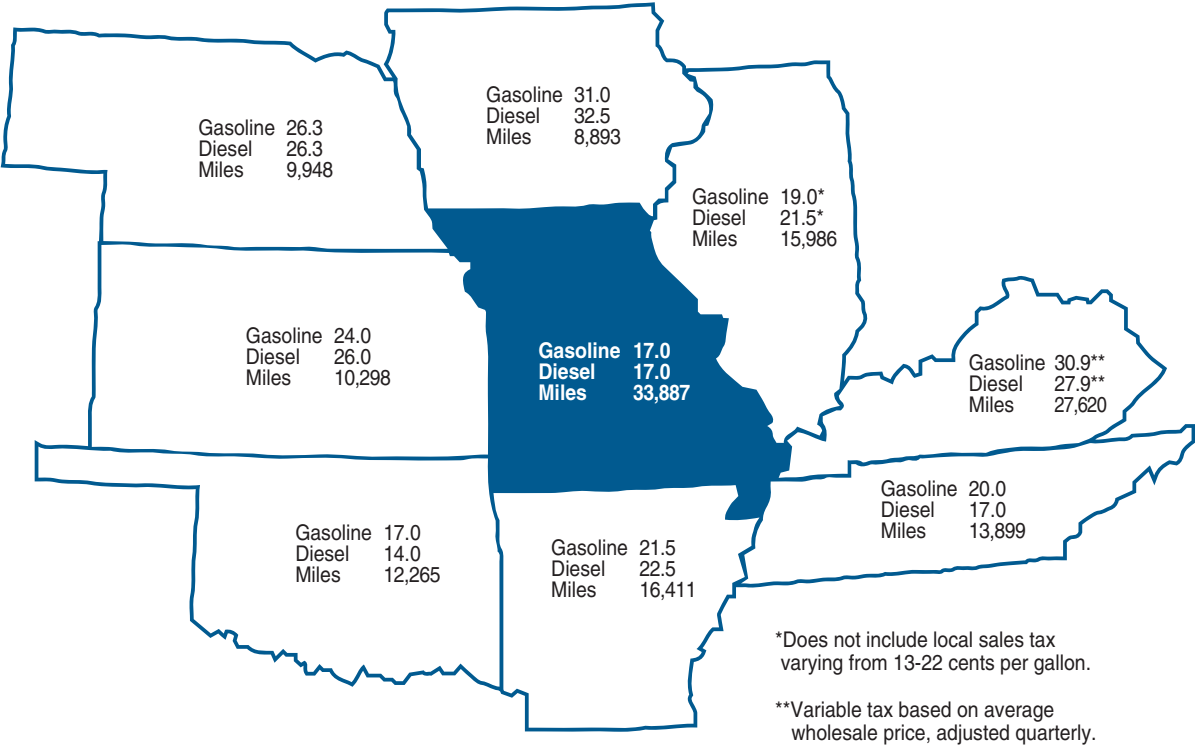 Gasoline 31.0
Diesel 32.5
Miles 8,893
Gasoline 26.3
Diesel 26.3
Miles 9,948
Gasoline 19.0*
Diesel 21.5*
Miles 15,986
Gasoline 24.0
Diesel 26.0
Miles 10,298
Gasoline 17.0
Diesel 17.0
Miles 33,887
Gasoline 30.9**
Diesel 27.9**
Miles 27,620
Gasoline 20.0
Diesel 17.0
Miles 13,899
Gasoline 17.0
Diesel 14.0
Miles 12,265
Gasoline 21.5
Diesel 22.5
Miles 16,411
*Does not include local sales tax
varying from 13-22 cents per gallon.
**Variable tax based on average
wholesale price, adjusted quarterly.